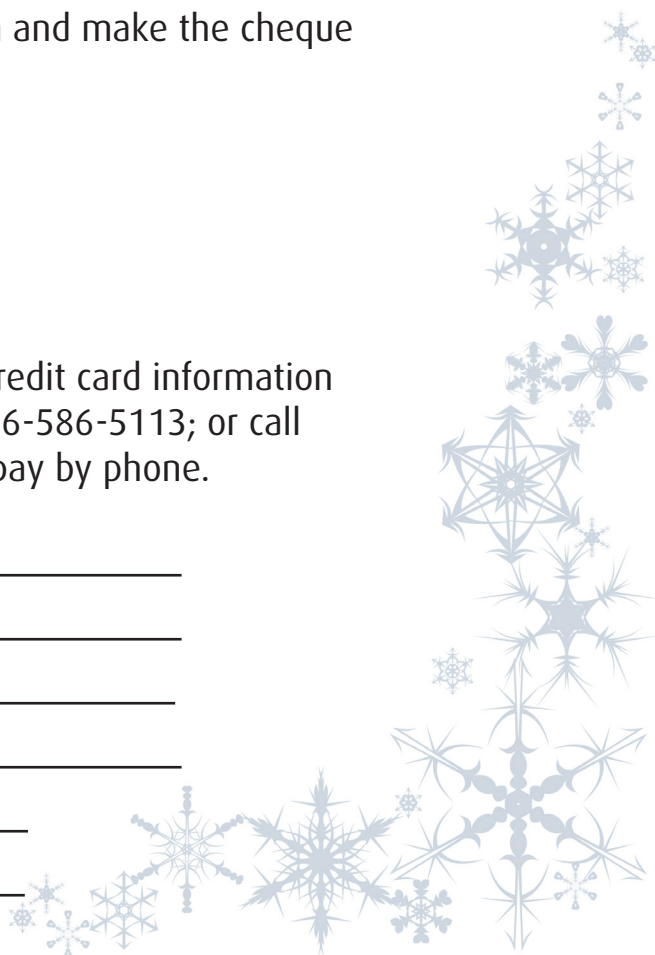 and make the cheque
redit card information
6-586-5113; or call
pay by phone.